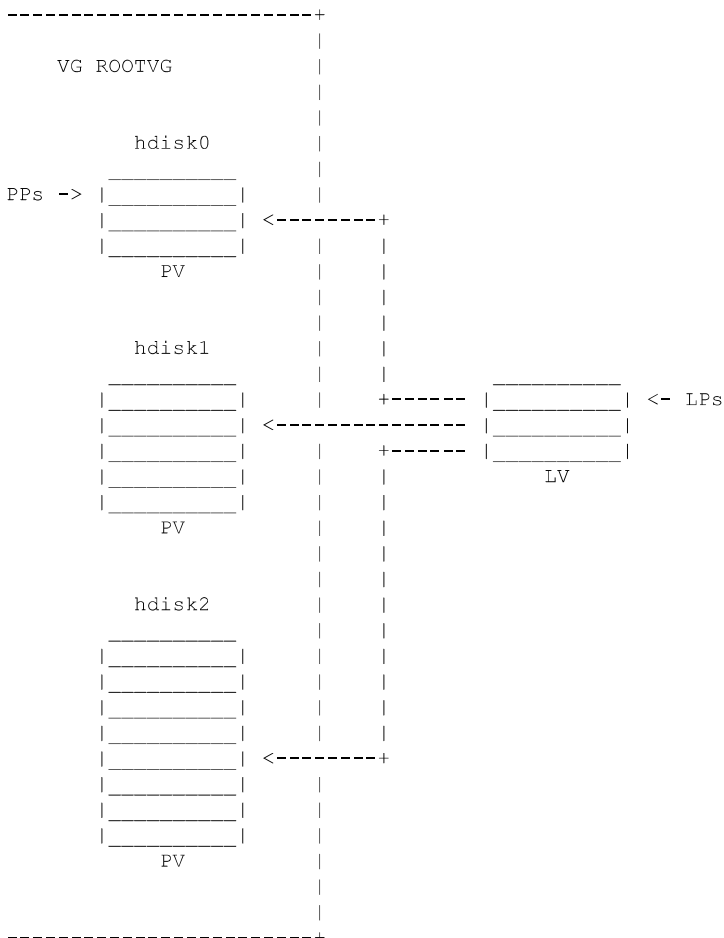 VG ROOTVG
hdisk0
PPs ->
PV
hdisk1
<- LPs
LV
PV
hdisk2
PV